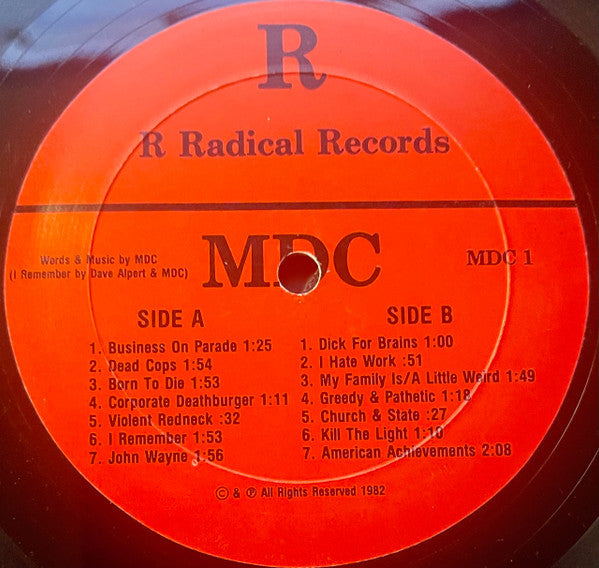 R
R Radical Records
MDC
Words & Music by MDC
(I Remember by Dave Alpert & MDC)
MDC 1
SIDE A
1. Business On Parade 1:25
2. Dead Cops 1:54
3. Born To Die 1:53
4. Corporate Deathburger 1:11
5. Violent Redneck :32
6. I Remember 1:53
7. John Wayne 1:56
SIDE B
1. Dick For Brains 1:00
2. I Hate Work :51
3. My Family Is/A Little Weird 1:49
4. Greedy & Pathetic 1:18
5. Church & State :27
6. Kill The Light 1:10
7. American Achievements 2:08
© & ℗ All Rights Reserved 1982